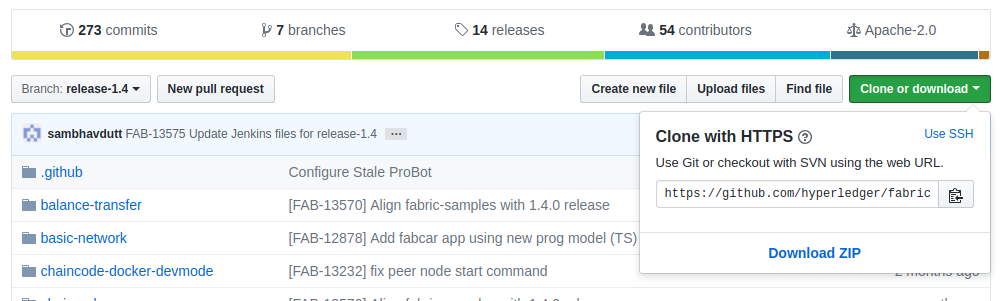 273 commits 7 branches 14 releases 54 contributors Apache-2.0
Branch: release-1.4 New pull request Create new file Upload files Find file Clone or download
sambhavdutt FAB-13575 Update Jenkins files for release-1.4 ...
Clone with HTTPS ? Use SSH
Use Git or checkout with SVN using the web URL.
https://github.com/hyperledger/fabric
Download ZIP
.github Configure Stale ProBot
balance-transfer [FAB-13570] Align fabric-samples with 1.4.0 release
basic-network [FAB-12878] Add fabcar app using new prog model (TS)
chaincode-docker-devmode [FAB-13232] fix peer node start command 2 months ago